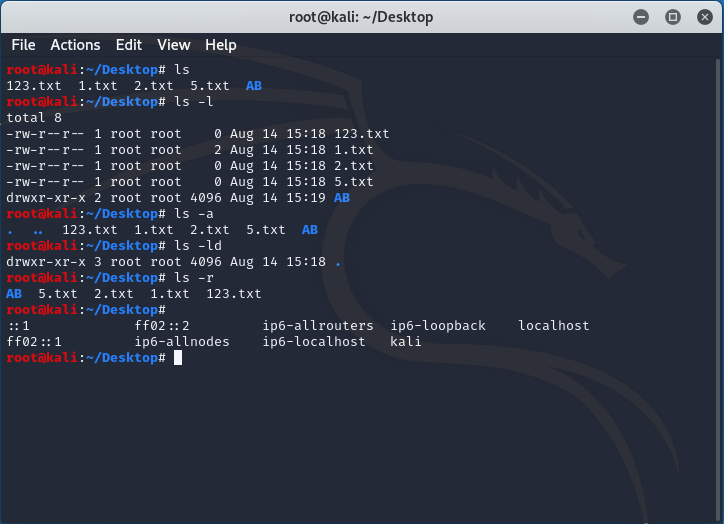 root@kali: ~/Desktop
File Actions Edit View Help
root@kali:~/Desktop# ls
123.txt  1.txt  2.txt  5.txt  AB
root@kali:~/Desktop# ls -l
total 8
-rw-r--r-- 1 root root    0 Aug 14 15:18 123.txt
-rw-r--r-- 1 root root    2 Aug 14 15:18 1.txt
-rw-r--r-- 1 root root    0 Aug 14 15:18 2.txt
-rw-r--r-- 1 root root    0 Aug 14 15:18 5.txt
drwxr-xr-x 2 root root 4096 Aug 14 15:19 AB
root@kali:~/Desktop# ls -a
.  ..  123.txt  1.txt  2.txt  5.txt  AB
root@kali:~/Desktop# ls -ld
drwxr-xr-x 3 root root 4096 Aug 14 15:18 .
root@kali:~/Desktop# ls -r
AB  5.txt  2.txt  1.txt  123.txt
root@kali:~/Desktop#
::1             ff02::2         ip6-allrouters  ip6-loopback    localhost
ff02::1         ip6-allnodes    ip6-localhost   kali
root@kali:~/Desktop#